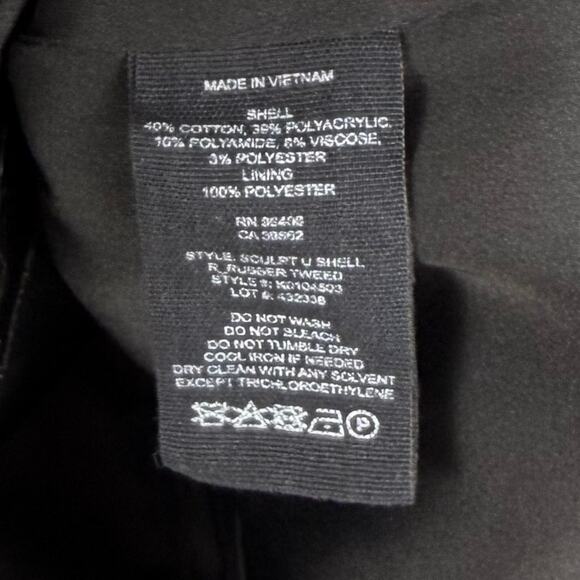 MADE IN VIETNAM
SHELL
40% COTTON, 39% POLYACRYLIC,
10% POLYAMIDE, 8% VISCOSE,
3% POLYESTER
LINING
100% POLYESTER
RN
CA
STYLE: SCULPT U SHELL
R_RUBBER TWEED
STYLE #: K0104503
LOT #: 432338
DO NOT WASH
DO NOT BLEACH
DO NOT TUMBLE DRY
COOL IRON IF NEEDED
DRY CLEAN WITH ANY SOLVENT
EXCEPT TRICHLOROETHYLENE
P